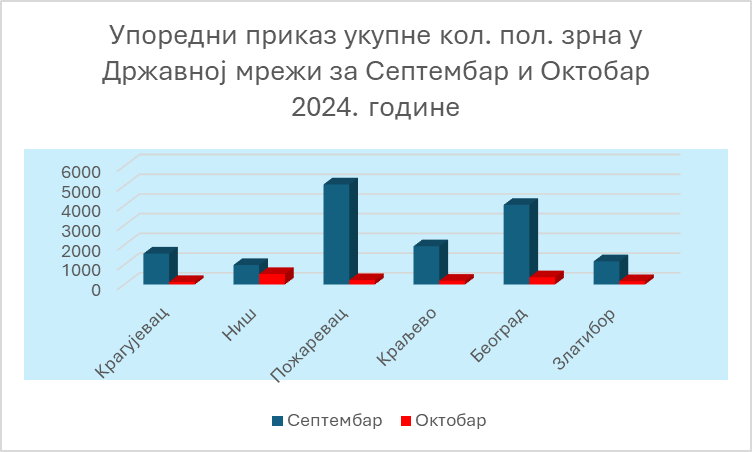 Упоредни приказ укупне кол. пол. зрна у
Државној мрежи за Септембар и Октобар
2024. године
6000
5000
4000
3000
2000
1000
0
Крагујевац
Ниш
Пожаревац
Краљево
Београд
Златибор
Септембар
Октобар